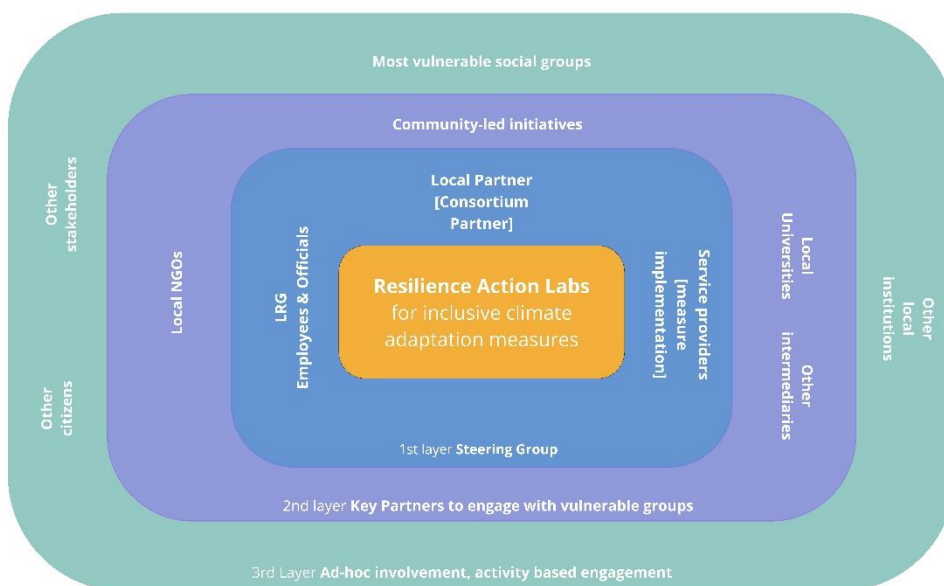 Most vulnerable social groups
Community-led initiatives
Local Partner
[Consortium
Partner]
Other
stakeholders
Other
citizens
Local NGOs
LRG
Employees & Officials
Resilience Action Labs
for inclusive climate
adaptation measures
Service providers
[measure
implementation]
Local
Universities
Other
intermediaries
Other
local
institutions
1st layer Steering Group
2nd layer Key Partners to engage with vulnerable groups
3rd Layer Ad-hoc involvement, activity based engagement